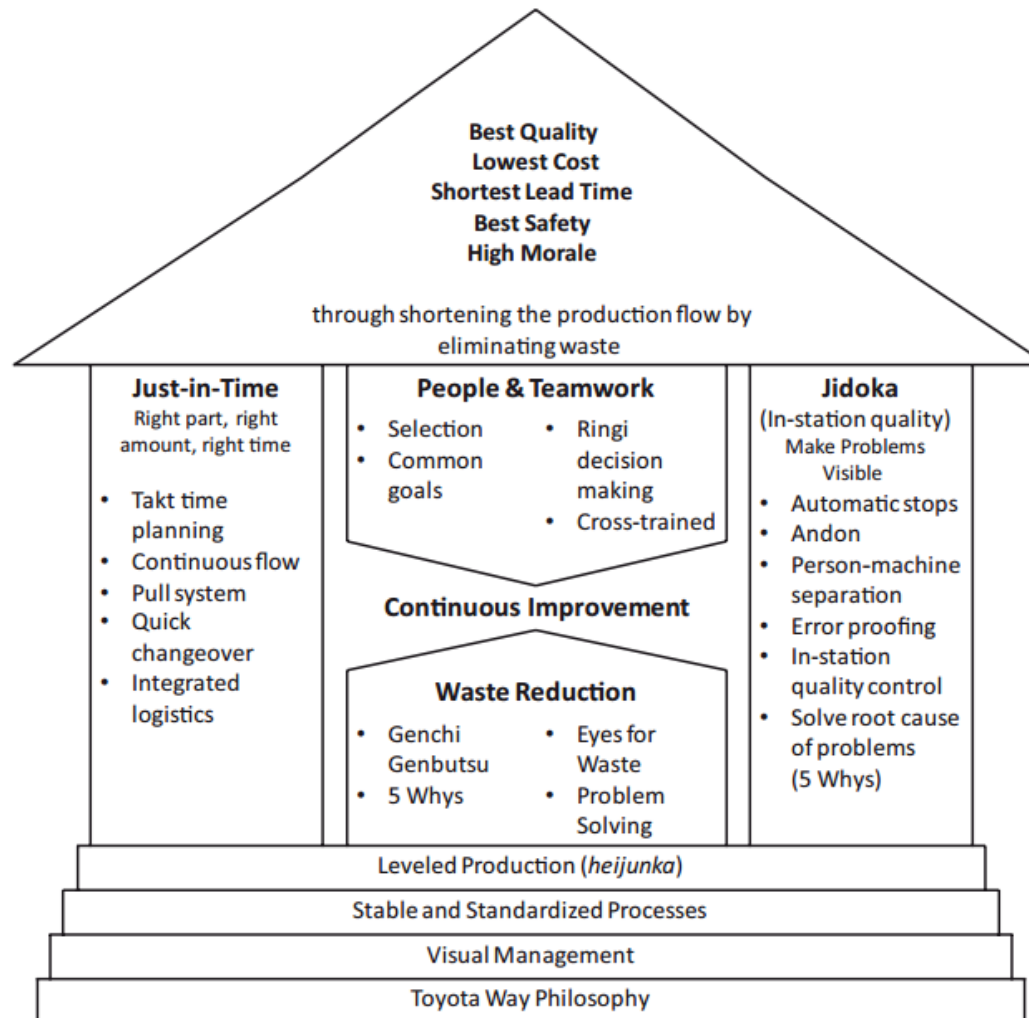 Best Quality
Lowest Cost
Shortest Lead Time
Best Safety
High Morale
through shortening the production flow by
eliminating waste
Just-in-Time
Right part, right
amount, right time
• Takt time
planning
• Continuous flow
• Pull system
• Quick
changeover
• Integrated
logistics
People & Teamwork
• Selection
• Common
goals
• Ringi
decision
making
• Cross-trained
Continuous Improvement
Waste Reduction
• Genchi
Genbutsu
• 5 Whys
• Eyes for
Waste
• Problem
Solving
Jidoka
(In-station quality)
Make Problems
Visible
• Automatic stops
• Andon
• Person-machine
separation
• Error proofing
• In-station
quality control
• Solve root cause
of problems
(5 Whys)
Leveled Production (heijunka)
Stable and Standardized Processes
Visual Management
Toyota Way Philosophy